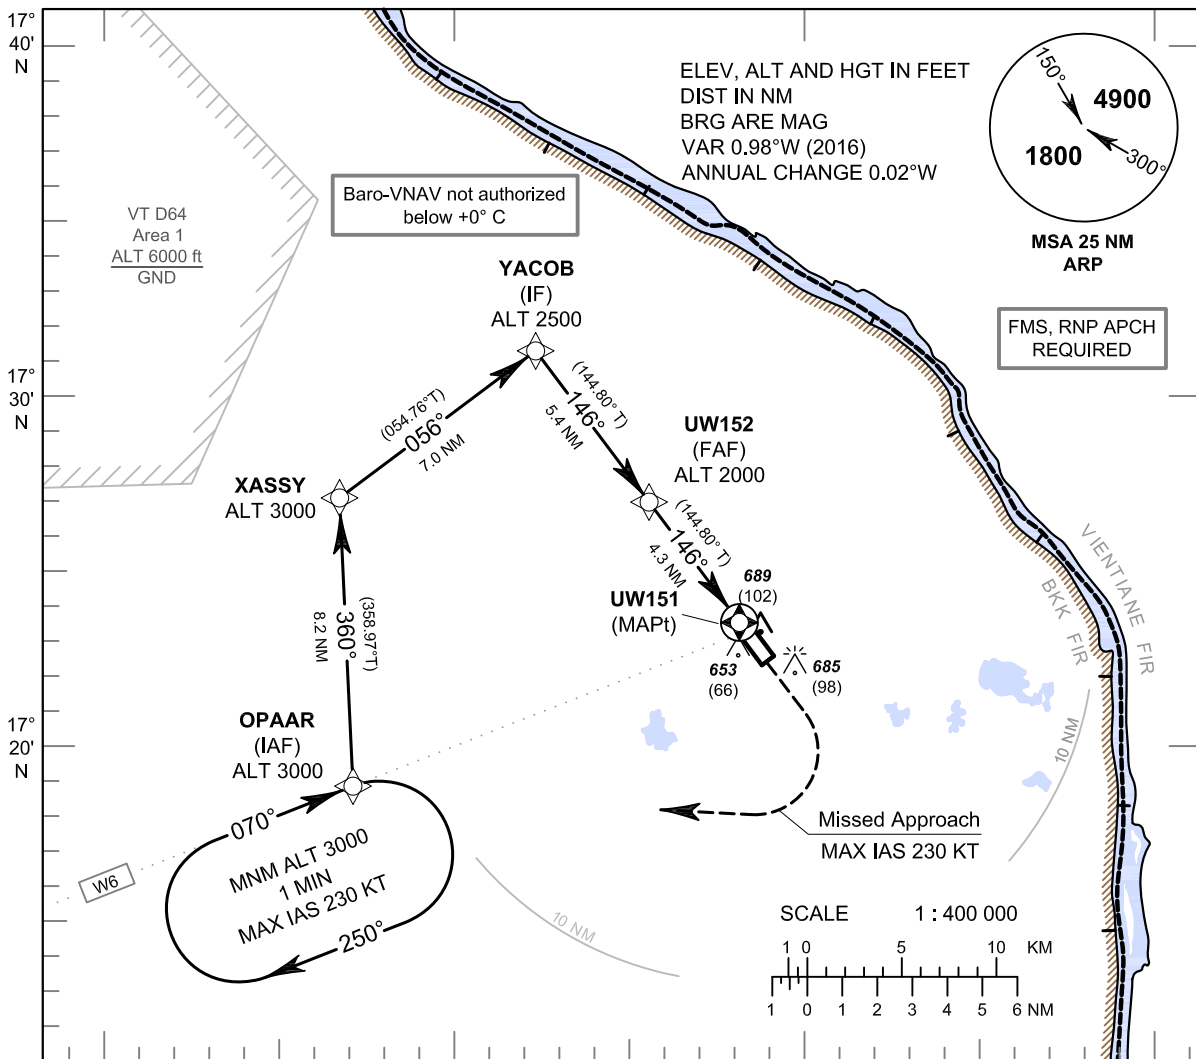 17°
40'
N
ELEV, ALT AND HGT IN FEET
DIST IN NM
BRG ARE MAG
VAR 0.98°W (2016)
ANNUAL CHANGE 0.02°W
150°
4900
1800
300°
MSA 25 NM
ARP
Baro-VNAV not authorized
below +0° C
VT D64
Area 1
ALT 6000 ft
GND
YACOB
(IF)
ALT 2500
FMS, RNP APCH
REQUIRED
17°
30'
N
(054.76°T)
056°
7.0 NM
(144.80° T)
146°
5.4 NM
UW152
(FAF)
ALT 2000
XASSY
ALT 3000
(144.80° T)
146°
4.3 NM
VIENTIANE FIR
BKK FIR
689
(102)
UW151
(MAPt)
653
(66)
685
(98)
(358.97°T)
360°
8.2 NM
17°
20'
N
OPAAR
(IAF)
ALT 3000
10 NM
070°
MNM ALT 3000
1 MIN
MAX IAS 230 KT
250°
W6
Missed Approach
MAX IAS 230 KT
10 NM
SCALE 1 : 400 000
1 0 5 10 KM
1 0 1 2 3 4 5 6 NM